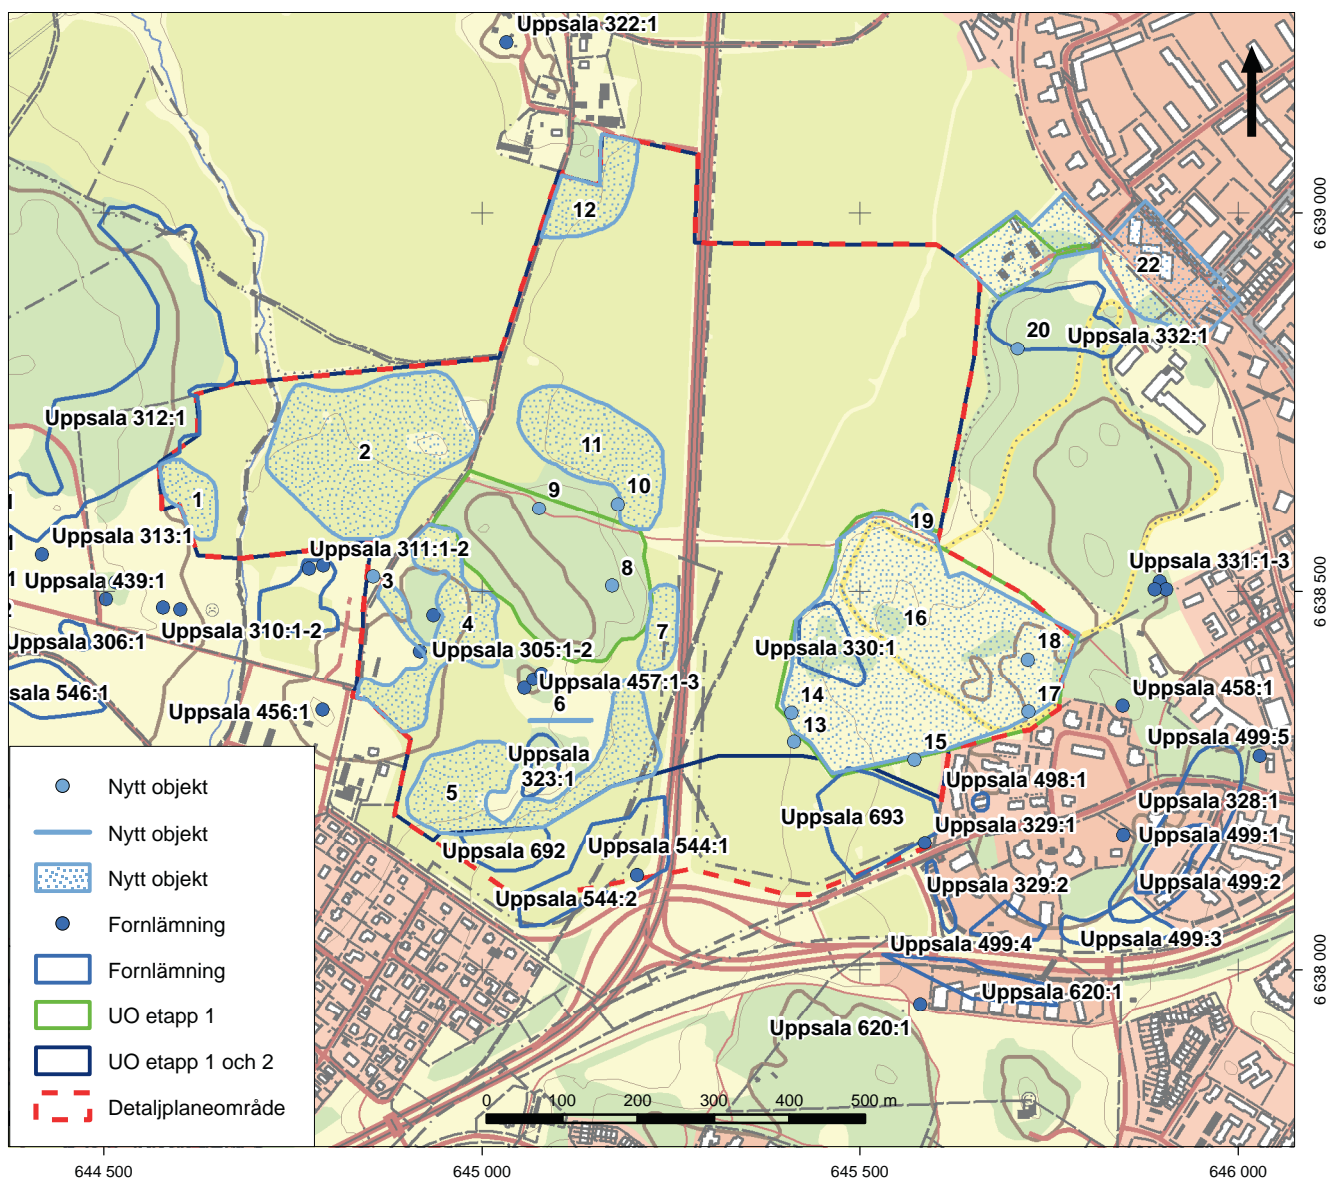 Uppsala 322:1
6 639 000
12
22
20
Uppsala 332:1
Uppsala 312:1
2
11
1
9
10
19
Uppsala 313:1
Uppsala 311:1-2
Uppsala 331:1-3
6 638 500
Uppsala 439:1
3
8
16
4
7
Uppsala 310:1-2
Uppsala 306:1
Uppsala 305:1-2
Uppsala 330:1
18
sala 546:1
Uppsala 457:1-3
Uppsala 458:1
6
14
17
Uppsala 456:1
13
15
Uppsala 499:5
Uppsala
323:1
5
Uppsala 498:1
Uppsala 328:1
Uppsala 693
Uppsala 329:1
Uppsala 499:1
Uppsala 692
Uppsala 544:1
Uppsala 329:2
Uppsala 499:2
Uppsala 544:2
Uppsala 499:4
Uppsala 499:3
6 638 000
Uppsala 620:1
Uppsala 620:1
Nytt objekt
Nytt objekt
Nytt objekt
Fornlämning
Fornlämning
UO etapp 1
UO etapp 1 och 2
Detaljplaneområde
0 100 200 300 400 500 m
644 500 645 000 645 500 646 000